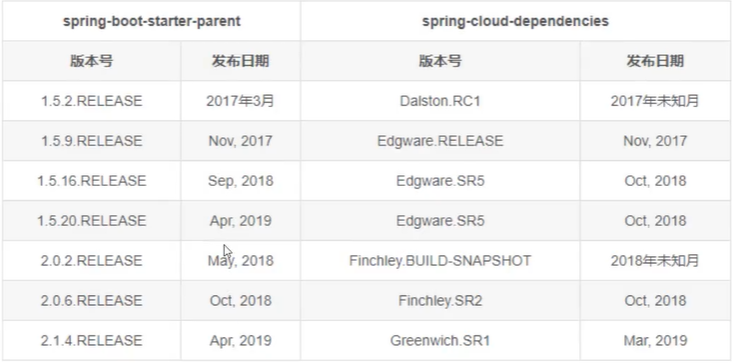 spring-boot-starter-parent spring-cloud-dependencies
版本号 发布日期 版本号 发布日期
1.5.2.RELEASE 2017年3月 Dalston.RC1 2017年未知月
1.5.9.RELEASE Nov, 2017 Edgware.RELEASE Nov, 2017
1.5.16.RELEASE Sep, 2018 Edgware.SR5 Oct, 2018
1.5.20.RELEASE Apr, 2019 Edgware.SR5 Oct, 2018
2.0.2.RELEASE May, 2018 Finchley.BUILD-SNAPSHOT 2018年未知月
2.0.6.RELEASE Oct, 2018 Finchley.SR2 Oct, 2018
2.1.4.RELEASE Apr, 2019 Greenwich.SR1 Mar, 2019